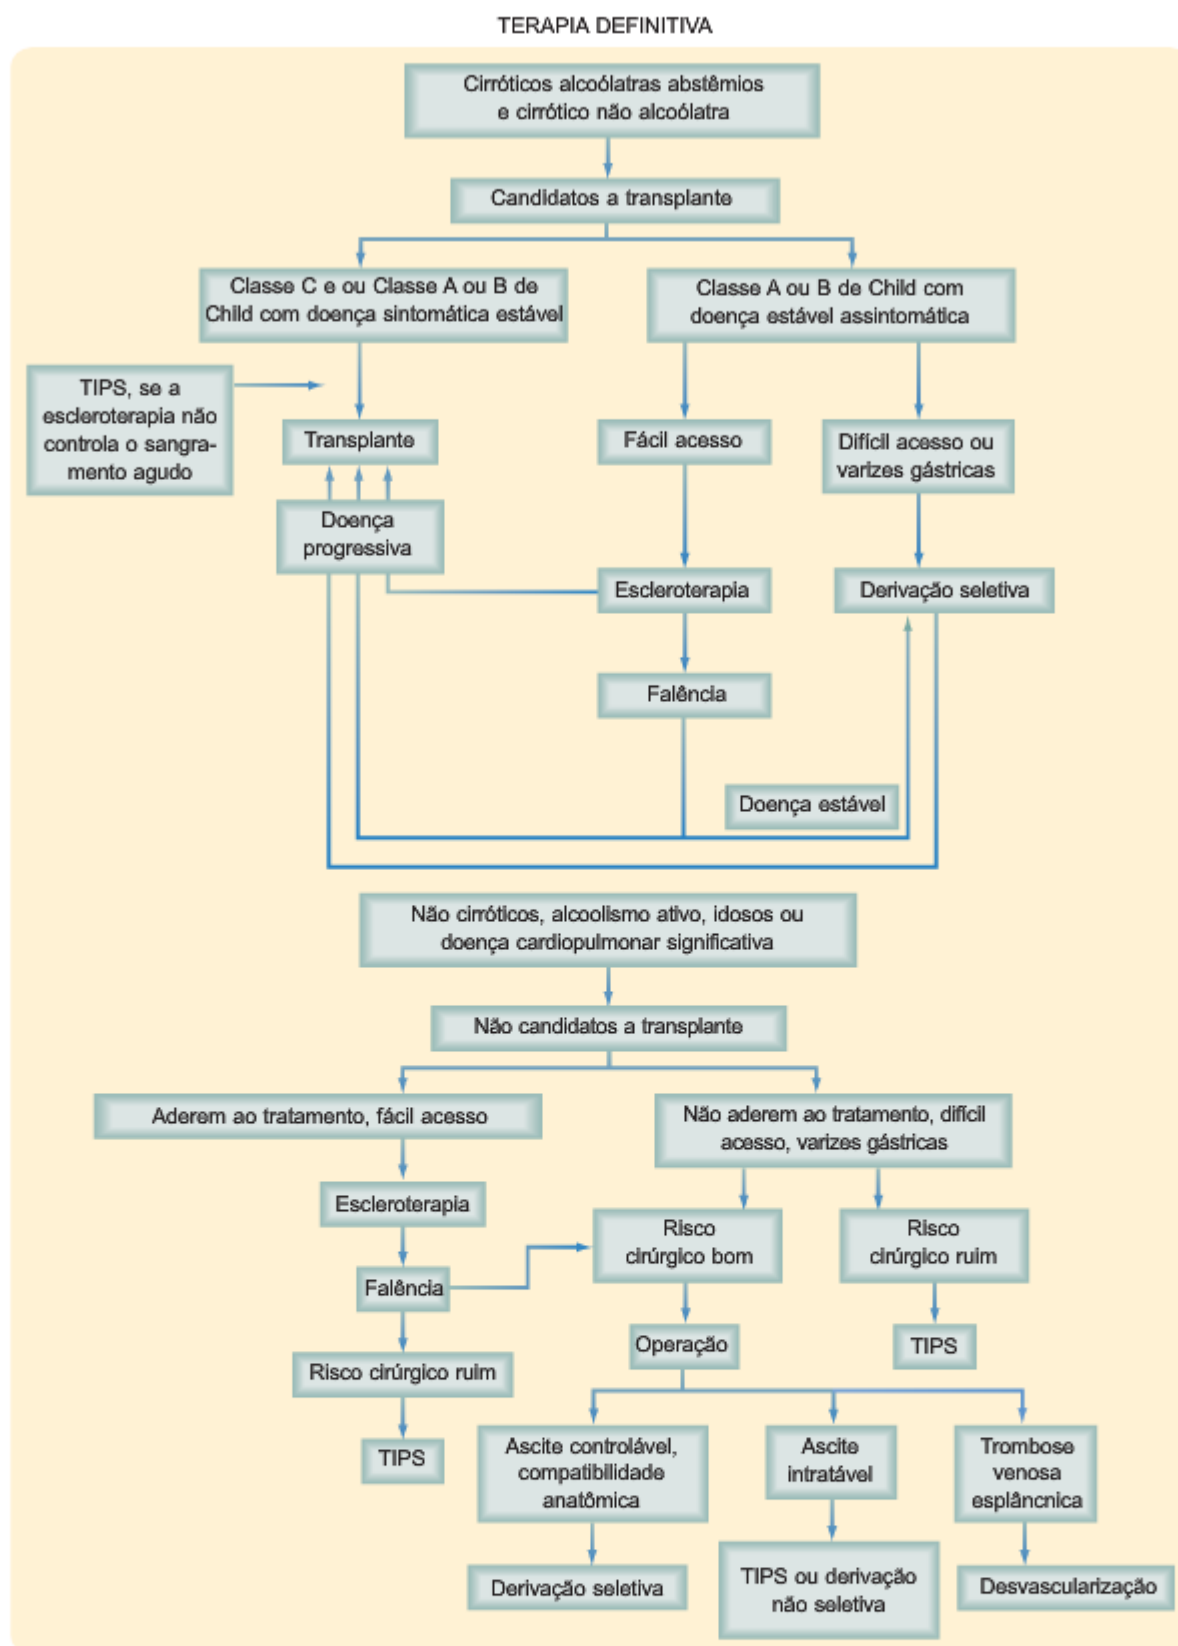 TERAPIA DEFINITIVA
Cirróticos alcoólatras abstêmios
e cirrótico não alcoólatra
Candidatos a transplante
Classe C e ou Classe A ou B de
Child com doença sintomática estável
Classe A ou B de Child com
doença estável assintomática
TIPS, se a
escleroterapia não
controla o sangra-
mento agudo
Transplante
Fácil acesso
Difícil acesso ou
varizes gástricas
Doença
progressiva
Escleroterapia
Derivação seletiva
Falência
Doença estável
Não cirróticos, alcoolismo ativo, idosos ou
doença cardiopulmonar significativa
Não candidatos a transplante
Aderem ao tratamento, fácil acesso
Não aderem ao tratamento, difícil
acesso, varizes gástricas
Escleroterapia
Risco
cirúrgico bom
Risco
cirúrgico ruim
Falência
Operação
TIPS
Risco cirúrgico ruim
TIPS
Ascite controlável,
compatibilidade
anatômica
Ascite
intratável
Trombose
venosa
esplâncnica
Derivação seletiva
TIPS ou derivação
não seletiva
Desvascularização